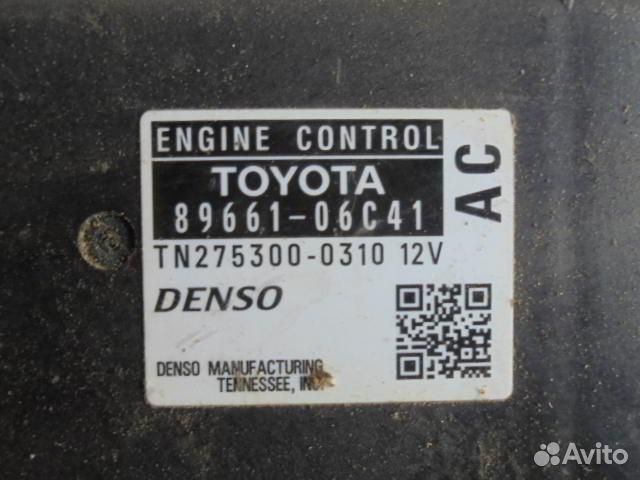 ENGINE CONTROL
TOYOTA
89661-06C41
AC
TN275300-0310 12V
DENSO
DENSO MANUFACTURING
TENNESSEE, INC.
Avito